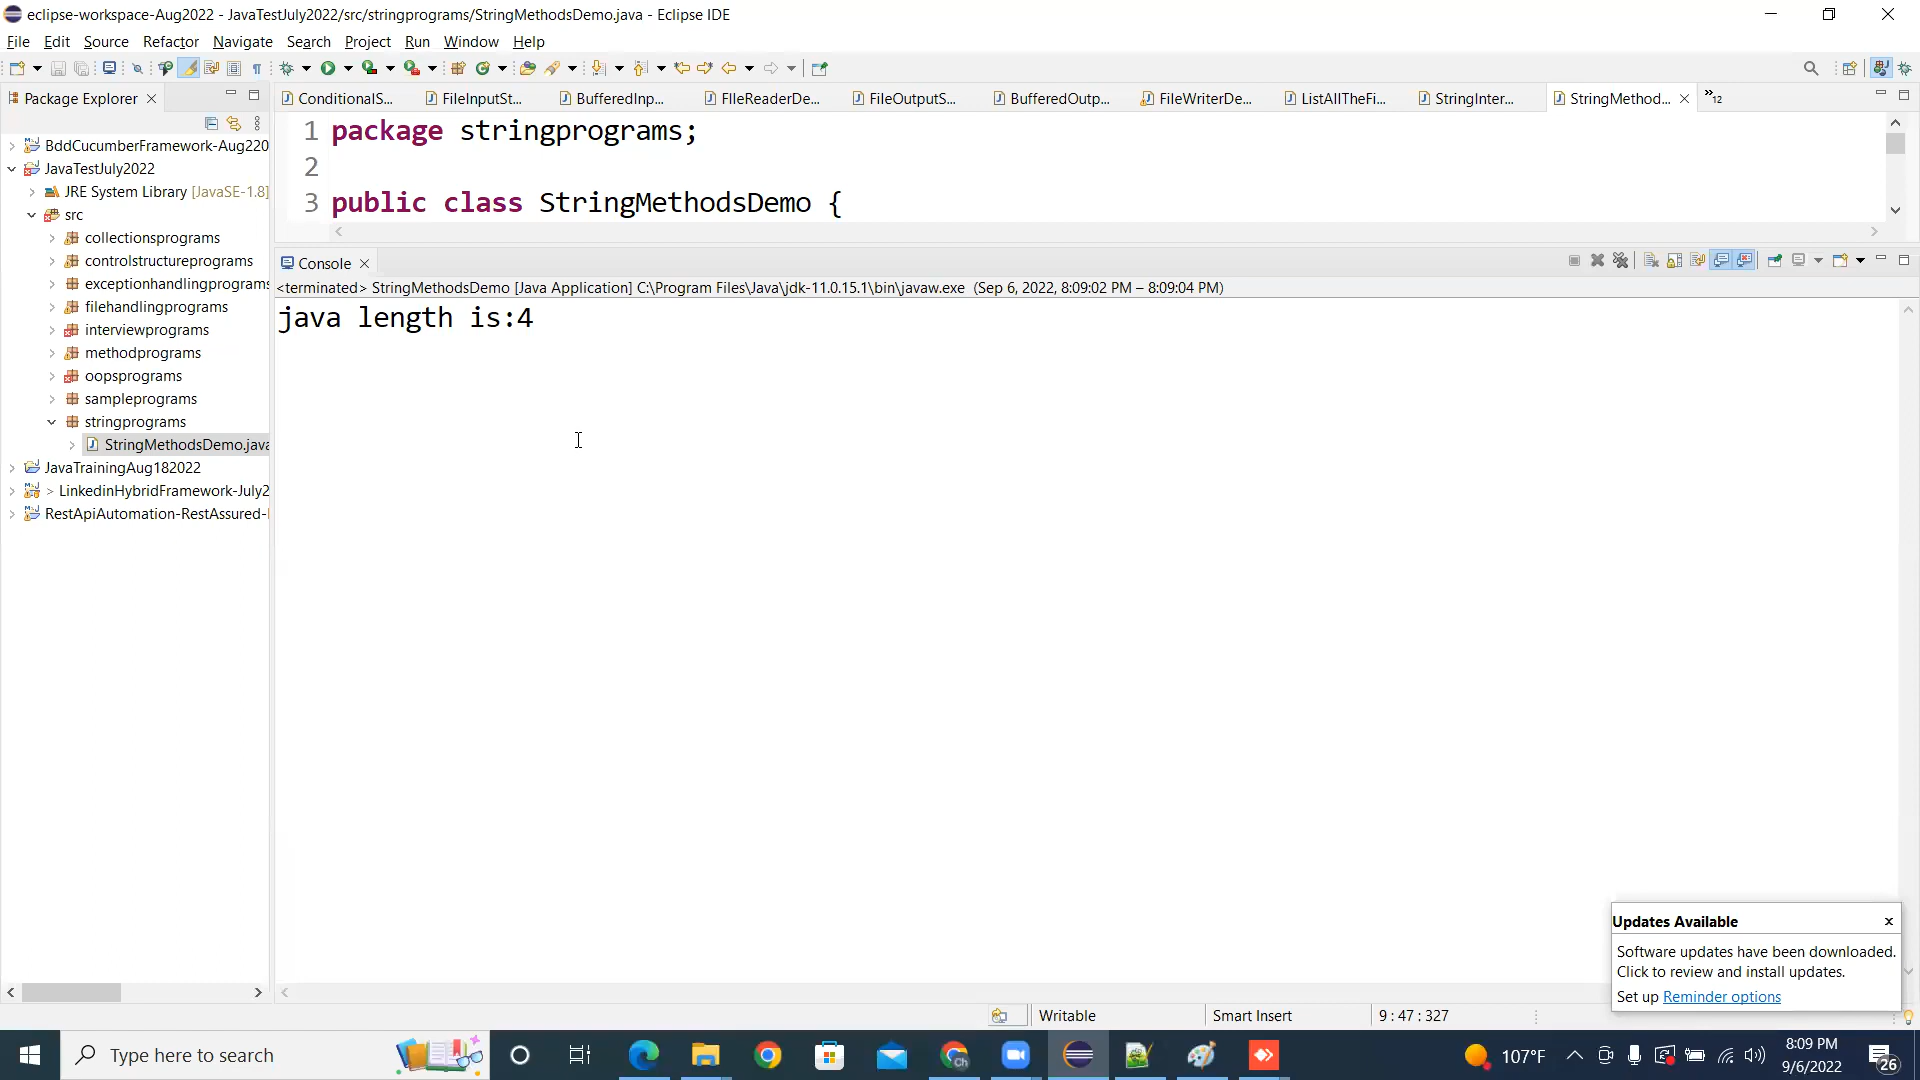 eclipse-workspace-Aug2022 - JavaTestJuly2022/src/stringprograms/StringMethodsDemo.java - Eclipse IDE
File Edit Source Refactor Navigate Search Project Run Window Help
Package Explorer
ConditionalS... FileInputSt... BufferedInp... FIleReaderDe... FileOutputS... BufferedOutp... FileWriterDe... ListAllTheFi... StringInter... StringMethod... »12
BddCucumberFramework-Aug220
JavaTestJuly2022
JRE System Library [JavaSE-1.8]
src
collectionsprograms
controlstructureprograms
exceptionhandlingprograms
filehandlingprograms
interviewprograms
methodprograms
oopsprograms
sampleprograms
stringprograms
StringMethodsDemo.java
JavaTrainingAug182022
> LinkedinHybridFramework-July2
RestApiAutomation-RestAssured-
1 package stringprograms;
2
3 public class StringMethodsDemo {
Console
<terminated> StringMethodsDemo [Java Application] C:\Program Files\Java\jdk-11.0.15.1\bin\javaw.exe (Sep 6, 2022, 8:09:02 PM – 8:09:04 PM)
java length is:4
Updates Available x
Software updates have been downloaded.
Click to review and install updates.
Set up Reminder options
Writable Smart Insert 9 : 47 : 327
Type here to search
107°F
8:09 PM
9/6/2022
26